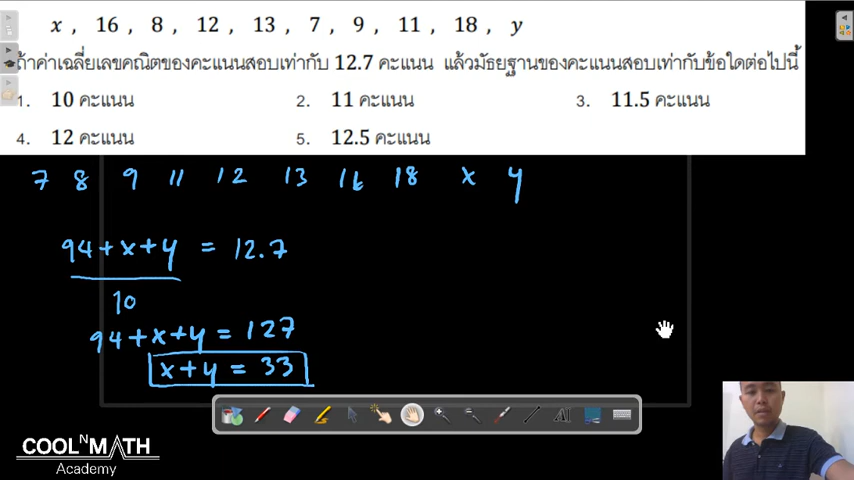 x , 16 , 8 , 12 , 13 , 7 , 9 , 11 , 18 , y
ถ้าค่าเฉลี่ยเลขคณิตของคะแนนสอบเท่ากับ 12.7 คะแนน แล้วมัธยฐานของคะแนนสอบเท่ากับข้อใดต่อไปนี้
1. 10 คะแนน 2. 11 คะแนน 3. 11.5 คะแนน
4. 12 คะแนน 5. 12.5 คะแนน
7 8 9 11 12 13 16 18 x y
94+x+y = 12.7
10
94+x+y = 127
x+y = 33
COOL N MATH
Academy